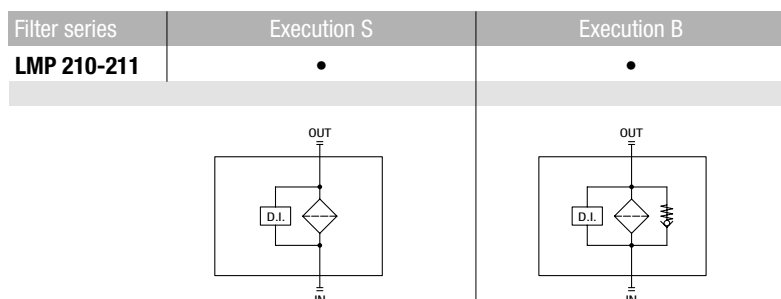 Filter series Execution S Execution B
LMP 210-211 • •
OUT OUT
D.I. D.I.
IN IN